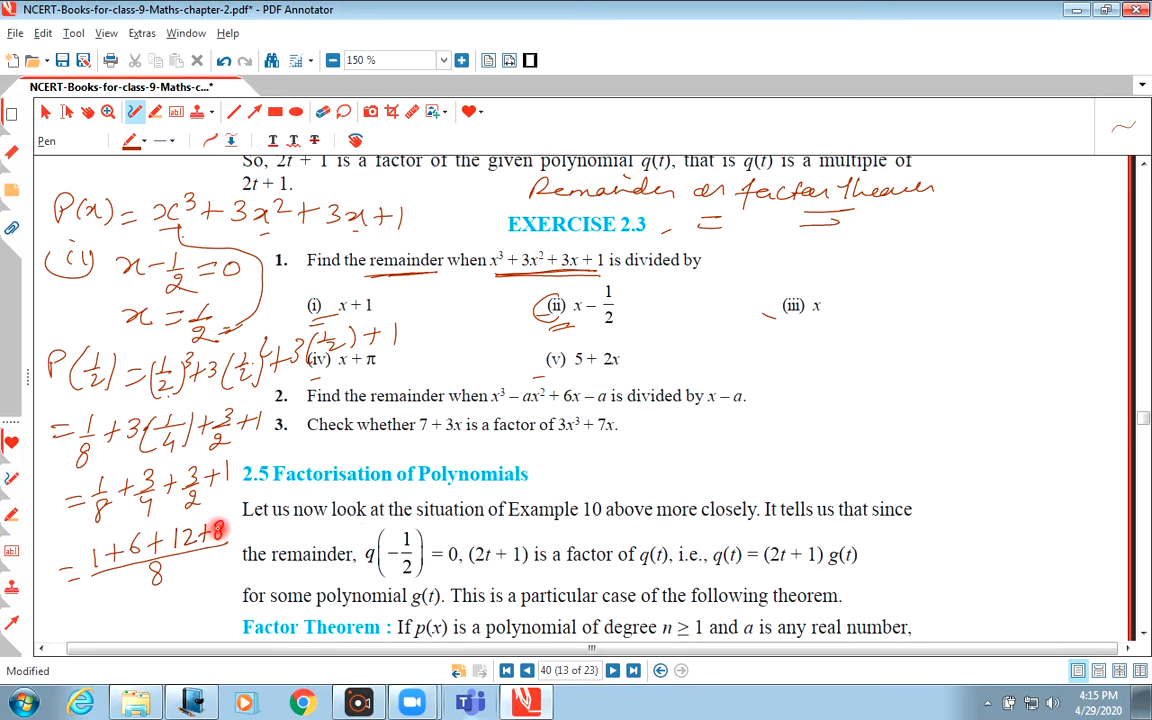 NCERT-Books-for-class-9-Maths-chapter-2.pdf* - PDF Annotator
File Edit Tool View Extras Window Help
150 %
NCERT-Books-for-class-9-Maths-c...*
Pen
So, 2t + 1 is a factor of the given polynomial q(t), that is q(t) is a multiple of
2t + 1.
Remainder or factor theorem
P(x) = x³ + 3x² + 3x + 1
EXERCISE 2.3
(ii) x - 1/2 = 0
x = 1/2
1. Find the remainder when x³ + 3x² + 3x + 1 is divided by
(i) x + 1 (ii) x – 1/2 (iii) x
(iv) x + π (v) 5 + 2x
P(1/2) = (1/2)³ + 3(1/2)² + 3(1/2) + 1
= 1/8 + 3(1/4) + 3/2 + 1
= 1/8 + 3/4 + 3/2 + 1
= 1+6+12+8/8
2. Find the remainder when x³ – ax² + 6x – a is divided by x – a.
3. Check whether 7 + 3x is a factor of 3x³ + 7x.
2.5 Factorisation of Polynomials
Let us now look at the situation of Example 10 above more closely. It tells us that since
the remainder, q(–1/2) = 0, (2t + 1) is a factor of q(t), i.e., q(t) = (2t + 1) g(t)
for some polynomial g(t). This is a particular case of the following theorem.
Factor Theorem : If p(x) is a polynomial of degree n ≥ 1 and a is any real number,
Modified
40 (13 of 23)
4:15 PM
4/29/2020